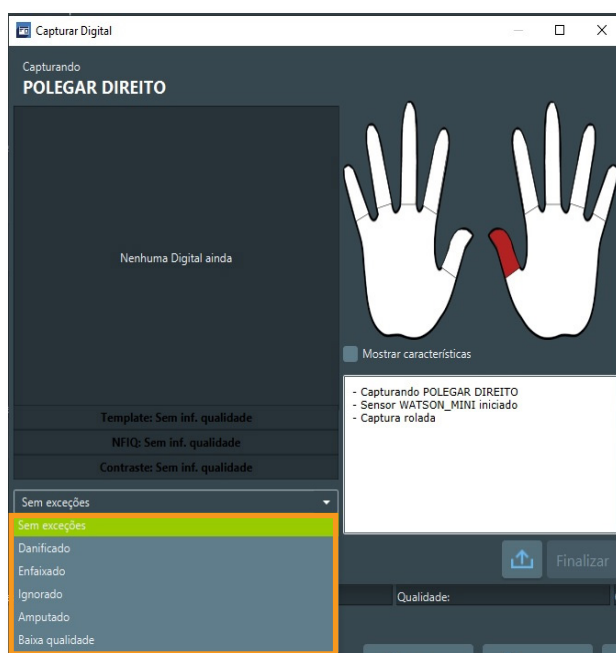 Capturar Digital
Capturando
POLEGAR DIREITO
Nenhuma Digital ainda
Mostrar características
- Capturando POLEGAR DIREITO
- Sensor WATSON_MINI iniciado
- Captura rolada
Template: Sem inf. qualidade
NFIQ: Sem inf. qualidade
Contraste: Sem inf. qualidade
Sem exceções
Sem exceções
Danificado
Enfaixado
Ignorado
Amputado
Baixa qualidade
Finalizar
Qualidade: